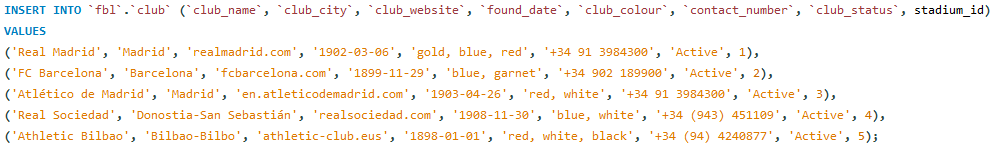 INSERT INTO `fbl`.`club` (`club_name`, `club_city`, `club_website`, `found_date`, `club_colour`, `contact_number`, `club_status`, stadium_id)
VALUES
('Real Madrid', 'Madrid', 'realmadrid.com', '1902-03-06', 'gold, blue, red', '+34 91 3984300', 'Active', 1),
('FC Barcelona', 'Barcelona', 'fcbarcelona.com', '1899-11-29', 'blue, garnet', '+34 902 189900', 'Active', 2),
('Atlético de Madrid', 'Madrid', 'en.atleticodemadrid.com', '1903-04-26', 'red, white', '+34 91 3984300', 'Active', 3),
('Real Sociedad', 'Donostia-San Sebastián', 'realsociedad.com', '1908-11-30', 'blue, white', '+34 (943) 451109', 'Active', 4),
('Athletic Bilbao', 'Bilbao-Bilbo', 'athletic-club.eus', '1898-01-01', 'red, white, black', '+34 (94) 4240877', 'Active', 5);